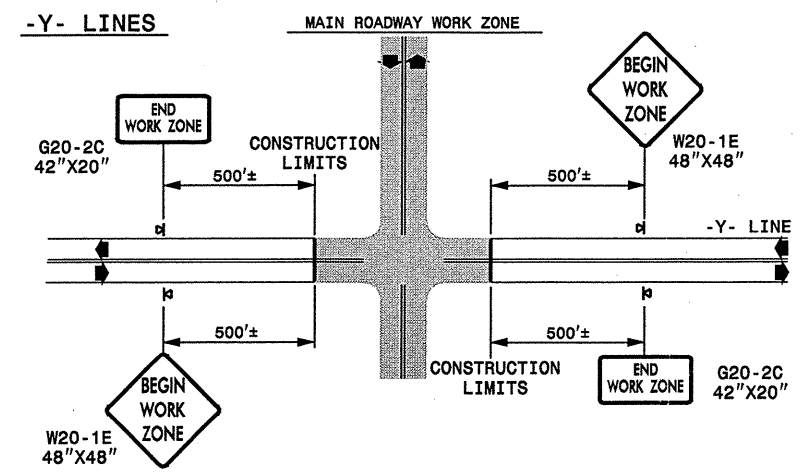 -Y- LINES
MAIN ROADWAY WORK ZONE
END
WORK ZONE
G20-2C
42"X20"
CONSTRUCTION
LIMITS
500'±
500'±
BEGIN
WORK
ZONE
W20-1E
48"X48"
-Y- LINE
500'±
500'±
BEGIN
WORK
ZONE
W20-1E
48"X48"
CONSTRUCTION
LIMITS
END
WORK ZONE
G20-2C
42"X20"